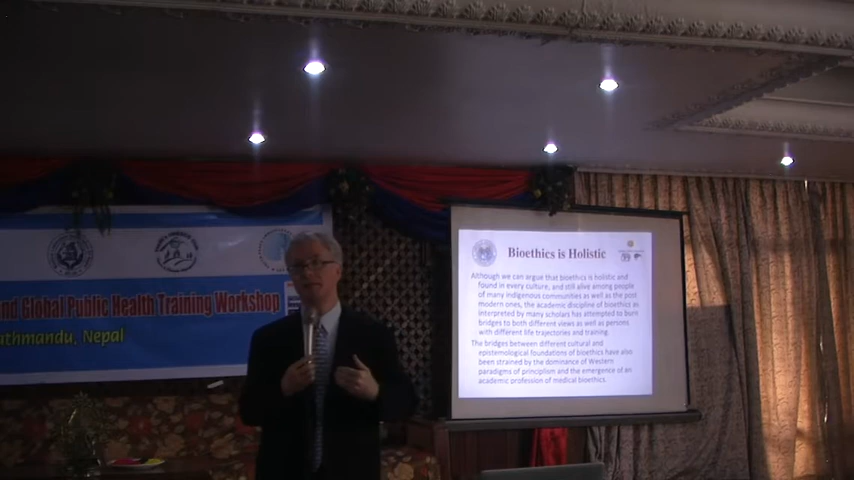 nd Global Public Health Training Workshop
athmandu, Nepal
Bioethics is Holistic
Although we can argue that bioethics is holistic and
found in every culture, and still alive among people
of many indigenous communities as well as the post
modern ones, the academic discipline of bioethics as
interpreted by many scholars has attempted to burn
bridges to both different views as well as persons
with different life trajectories and training.
The bridges between different cultural and
epistemological foundations of bioethics have also
been strained by the dominance of Western
paradigms of principlism and the emergence of an
academic profession of medical bioethics.